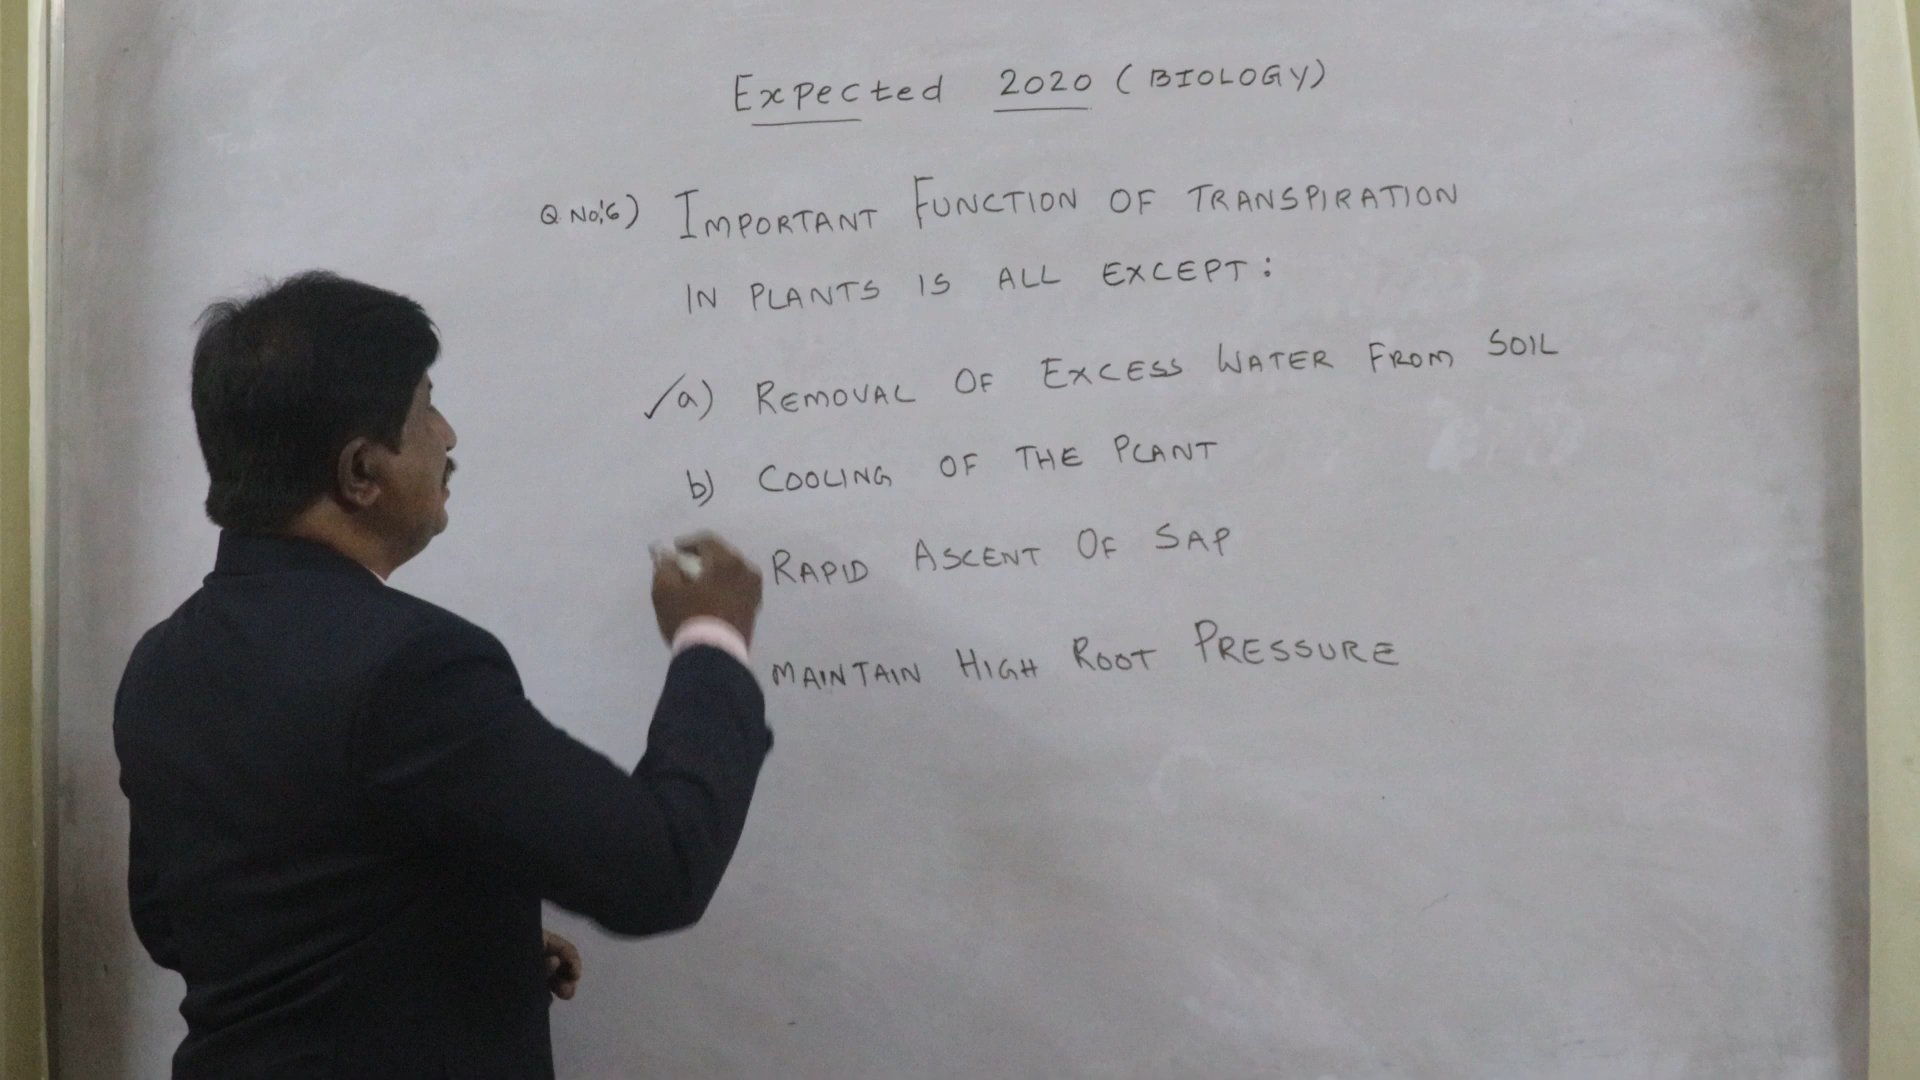 Expected 2020 (BIOLOGY)
Q No:6) IMPORTANT FUNCTION OF TRANSPIRATION
IN PLANTS IS ALL EXCEPT:
✓a) REMOVAL OF EXCESS WATER FROM SOIL
b) COOLING OF THE PLANT
RAPID ASCENT OF SAP
MAINTAIN HIGH ROOT PRESSURE